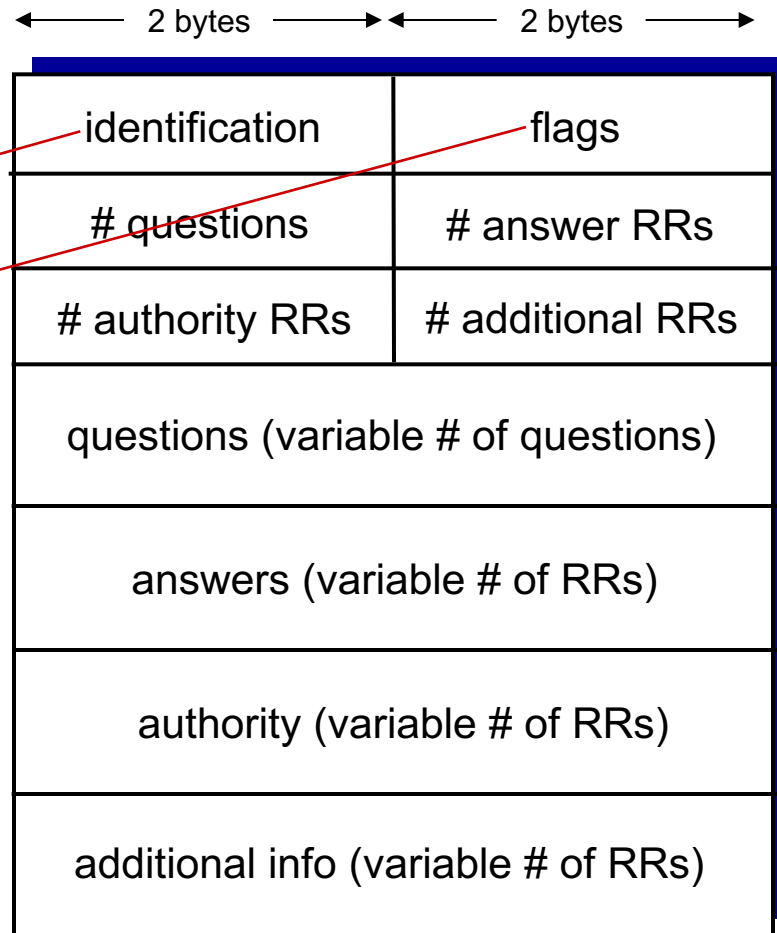 2 bytes 2 bytes
identification flags
# questions # answer RRs
# authority RRs # additional RRs
questions (variable # of questions)
answers (variable # of RRs)
authority (variable # of RRs)
additional info (variable # of RRs)